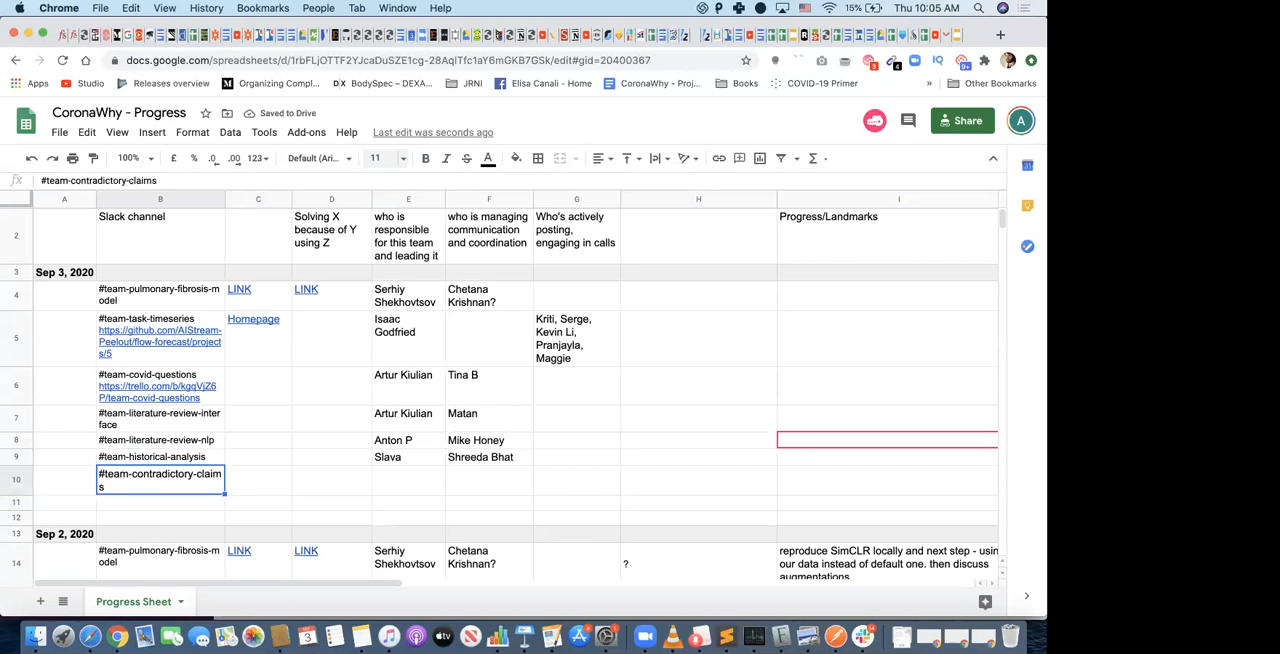 Chrome File Edit View History Bookmarks People Tab Window Help 15% Thu 10:05 AM
docs.google.com/spreadsheets/d/1rbFLjOTTF2YJcaDuSZE1cg-28AqITfc1aY6mGKB7GSk/edit#gid=20400367
Apps Studio Releases overview Organizing Compl... BodySpec – DEXA... JRNI Elisa Canali - Home CoronaWhy - Proj... Books COVID-19 Primer » Other Bookmarks
CoronaWhy - Progress Saved to Drive
File Edit View Insert Format Data Tools Add-ons Help Last edit was seconds ago
Share A
100% £ % .0 .00 123 Default (Ari... 11 B I S A
fx #team-contradictory-claims
A B C D E F G H I
2
Slack channel
Solving X
because of Y
using Z
who is
responsible
for this team
and leading it
who is managing
communication
and coordination
Who's actively
posting,
engaging in calls
Progress/Landmarks
3 Sep 3, 2020
4
#team-pulmonary-fibrosis-m
odel
LINK
LINK
Serhiy
Shekhovtsov
Chetana
Krishnan?
5
#team-task-timeseries
https://github.com/AIStream-
Peelout/flow-forecast/project
s/5
Homepage
Isaac
Godfried
Kriti, Serge,
Kevin Li,
Pranjayla,
Maggie
6
#team-covid-questions
https://trello.com/b/kgqVjZ6
P/team-covid-questions
Artur Kiulian
Tina B
7
#team-literature-review-inter
face
Artur Kiulian
Matan
8 #team-literature-review-nlp Anton P Mike Honey
9 #team-historical-analysis Slava Shreeda Bhat
10
#team-contradictory-claim
s
11
12
13 Sep 2, 2020
14
#team-pulmonary-fibrosis-m
odel
LINK
LINK
Serhiy
Shekhovtsov
Chetana
Krishnan?
?
reproduce SimCLR locally and next step - usin
our data instead of default one. then discuss
augmentations
Progress Sheet